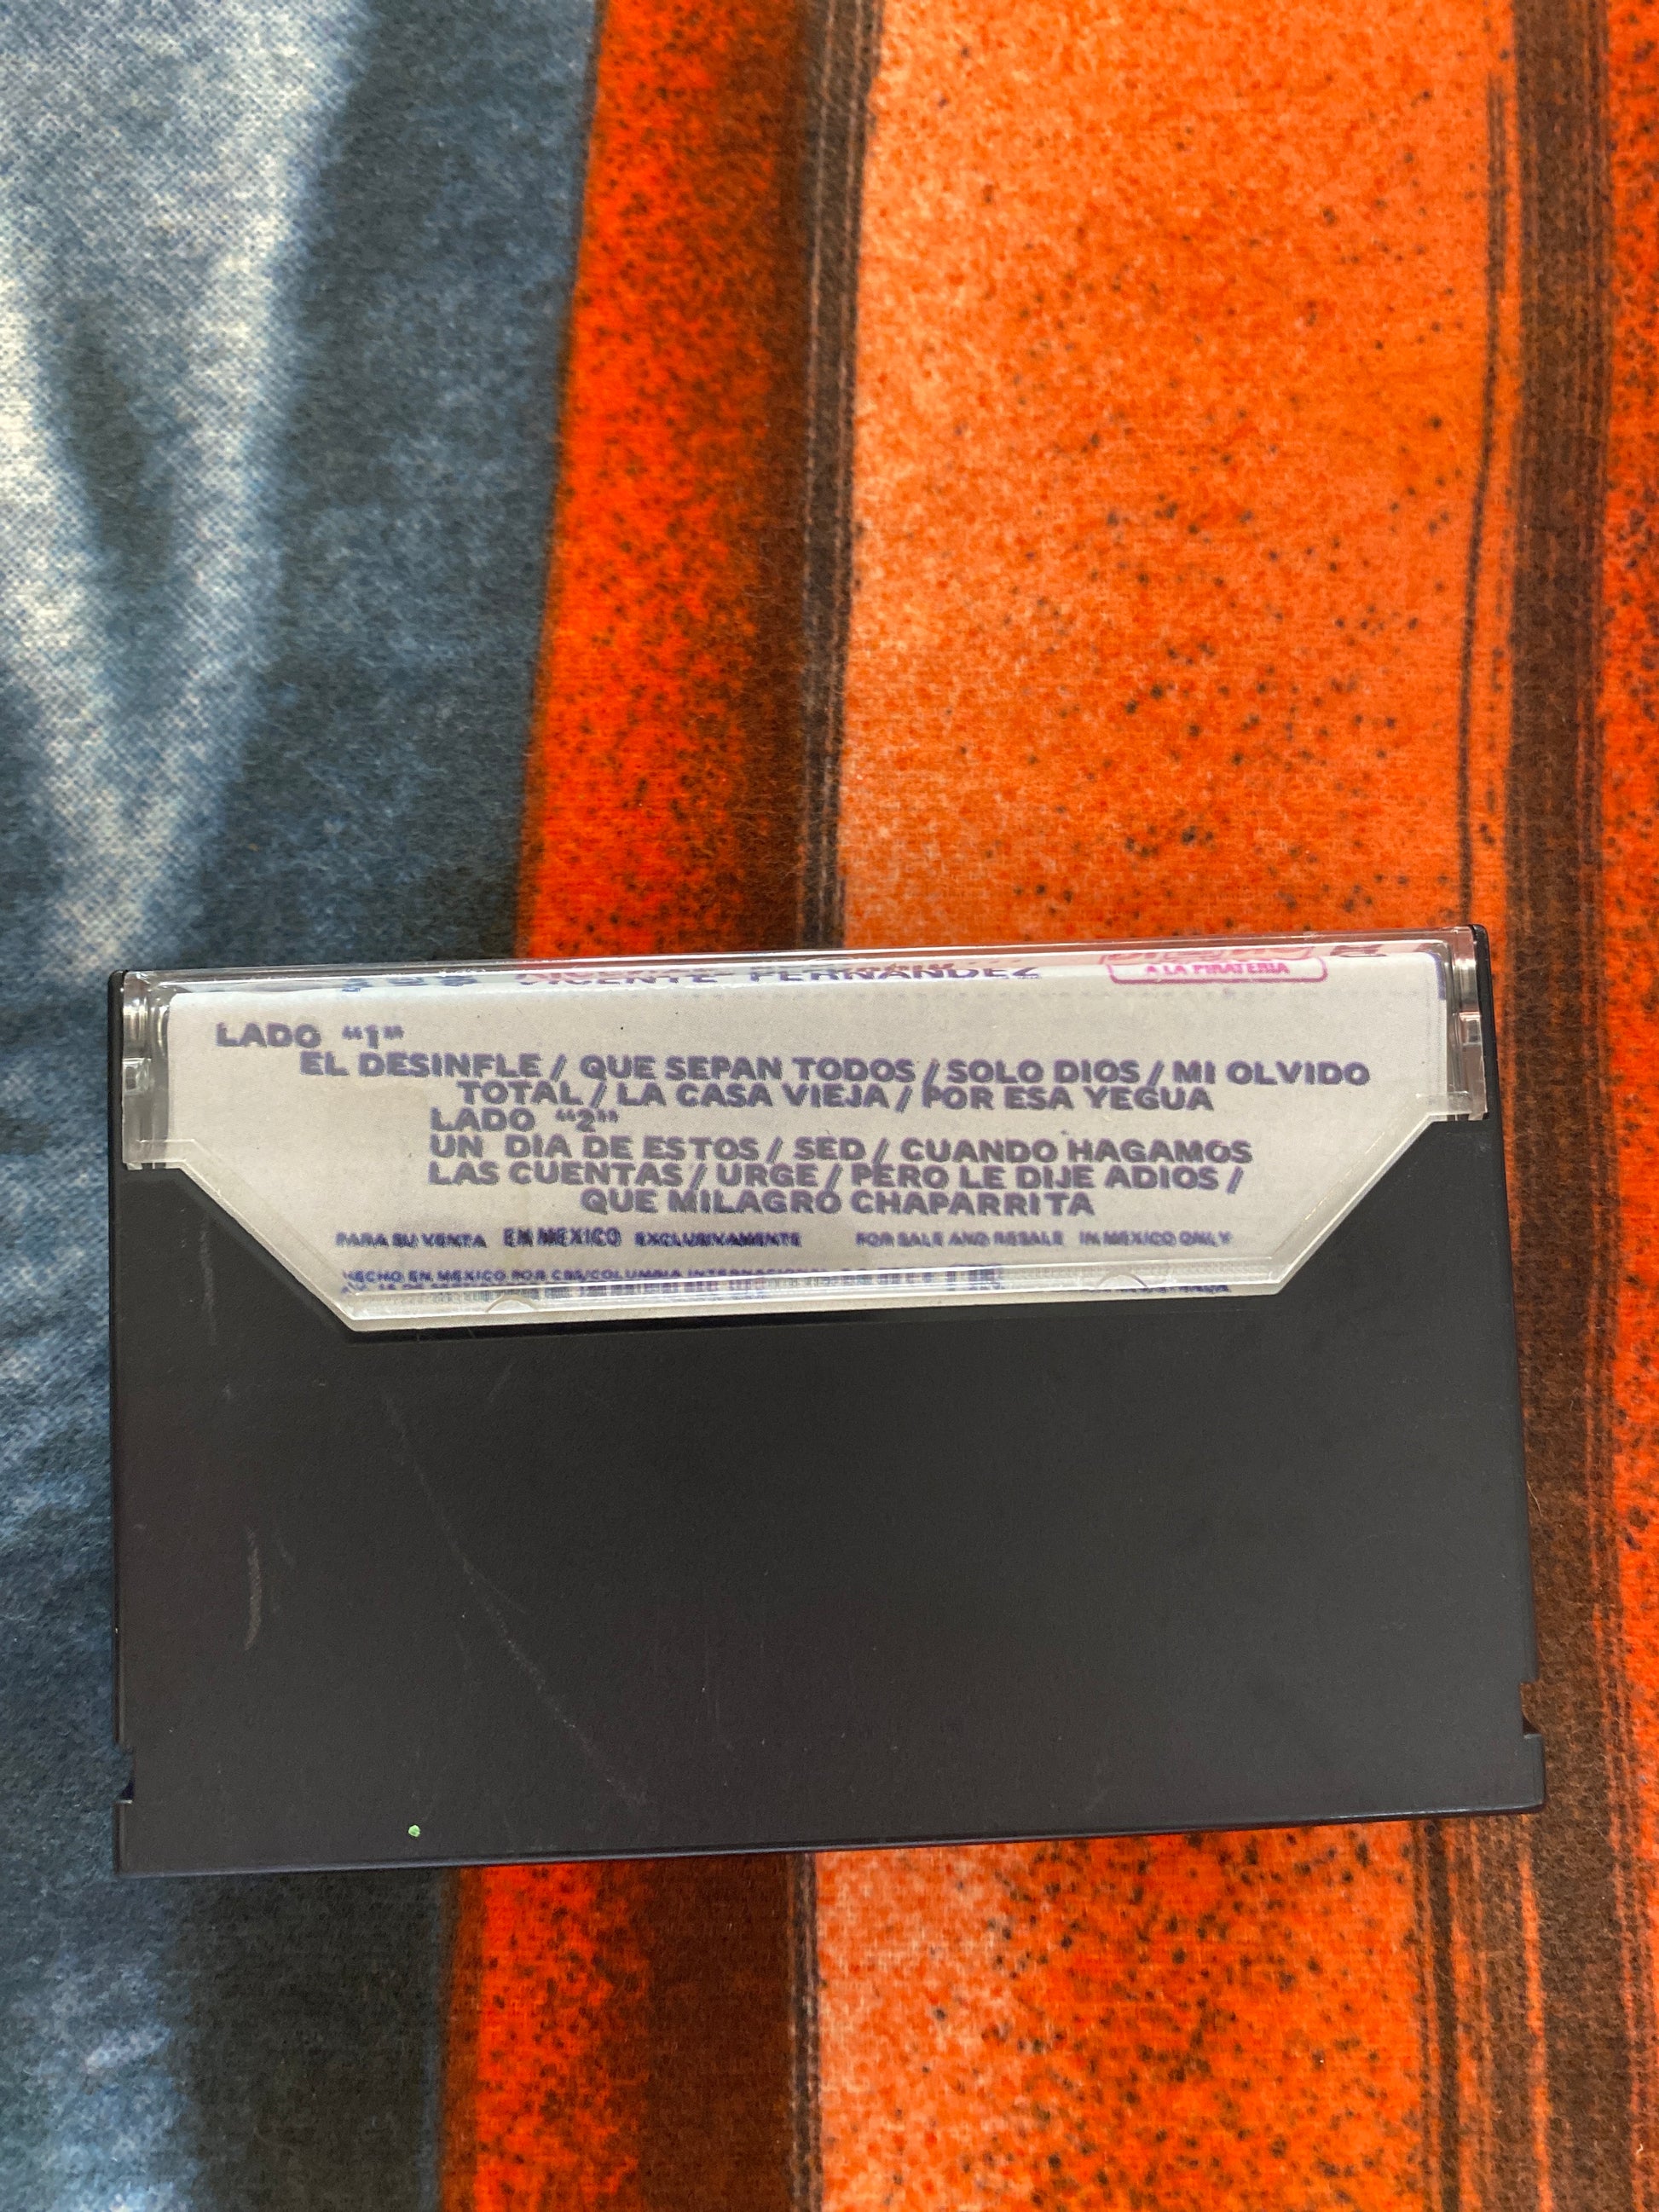 VICENTE FERNANDEZ
A LA PIRATERIA
LADO "1"
EL DESINFLE / QUE SEPAN TODOS / SOLO DIOS / MI OLVIDO
TOTAL / LA CASA VIEJA / POR ESA YEGUA
LADO "2"
UN DIA DE ESTOS / SED / CUANDO HAGAMOS
LAS CUENTAS / URGE / PERO LE DIJE ADIOS /
QUE MILAGRO CHAPARRITA
PARA SU VENTA EN MEXICO EXCLUSIVAMENTE FOR SALE AND RESALE IN MEXICO ONLY
HECHO EN MEXICO POR CBS/COLUMBIA INTERNACIONAL